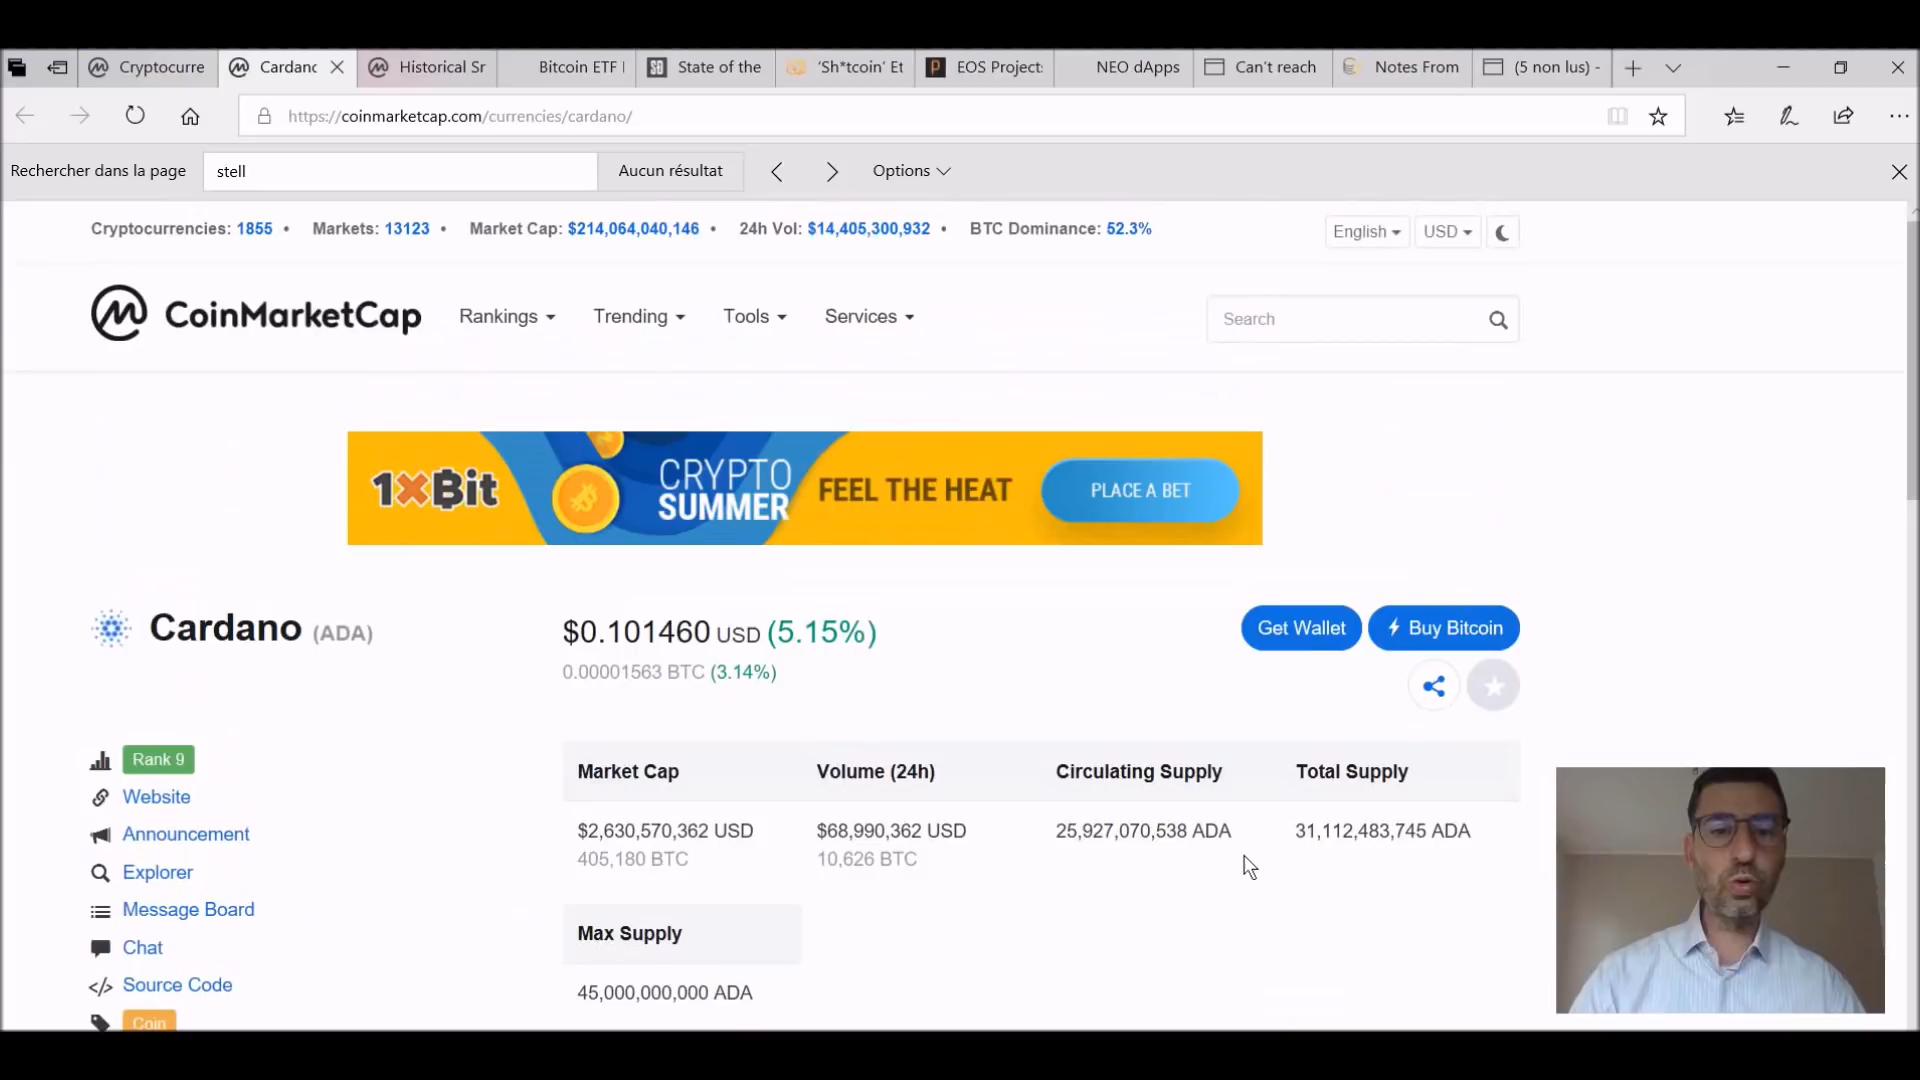 Cryptocurre
Cardano
Historical Sn
Bitcoin ETF
State of the
'Sh*tcoin' Et
EOS Projects
NEO dApps
Can't reach
Notes From
(5 non lus) -
https://coinmarketcap.com/currencies/cardano/
Rechercher dans la page
stell
Aucun résultat
Options
Cryptocurrencies: 1855 • Markets: 13123 • Market Cap: $214,064,040,146 • 24h Vol: $14,405,300,932 • BTC Dominance: 52.3%
English
USD
CoinMarketCap
Rankings
Trending
Tools
Services
Search
1xBit
CRYPTO
SUMMER
FEEL THE HEAT
PLACE A BET
Cardano (ADA)
$0.101460 USD (5.15%)
0.00001563 BTC (3.14%)
Get Wallet
Buy Bitcoin
Rank 9
Website
Announcement
Explorer
Message Board
Chat
Source Code
Coin
Market Cap
Volume (24h)
Circulating Supply
Total Supply
$2,630,570,362 USD
$68,990,362 USD
25,927,070,538 ADA
31,112,483,745 ADA
405,180 BTC
10,626 BTC
Max Supply
45,000,000,000 ADA